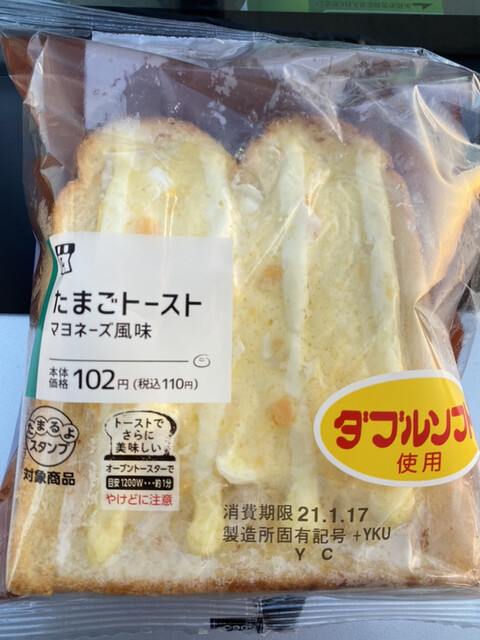 たまごトースト
マヨネーズ風味
本体
価格 102円 (税込110円)
たまるよ
スタンプ
対象商品
トーストで
さらに
美味しい
オーブントースターで
目安1200W・・・約1分
やけどに注意
ダブルソフト
使用
消費期限 21.1.17
製造所固有記号 +YKU
Y C